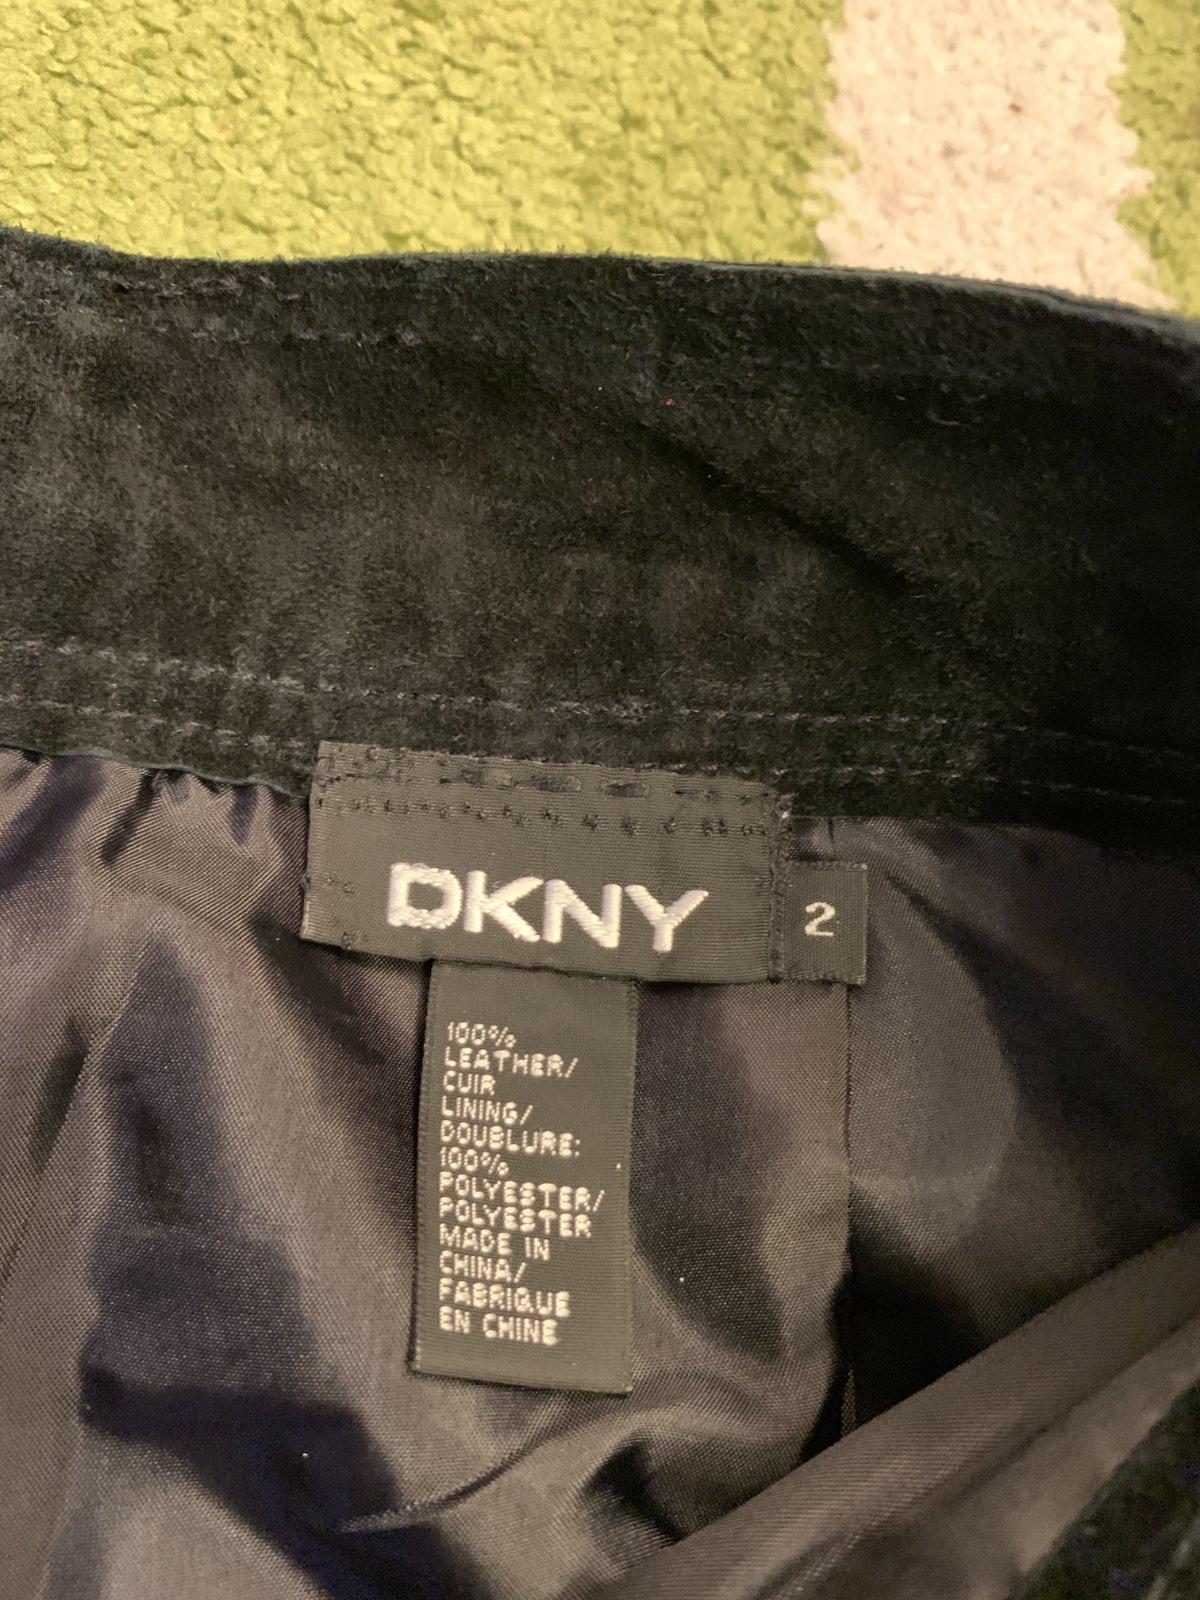 DKNY
2
100%
LEATHER/
CUIR
LINING/
DOUBLURE:
100%
POLYESTER/
POLYESTER
MADE IN
CHINA/
FABRIQUE
EN CHINE